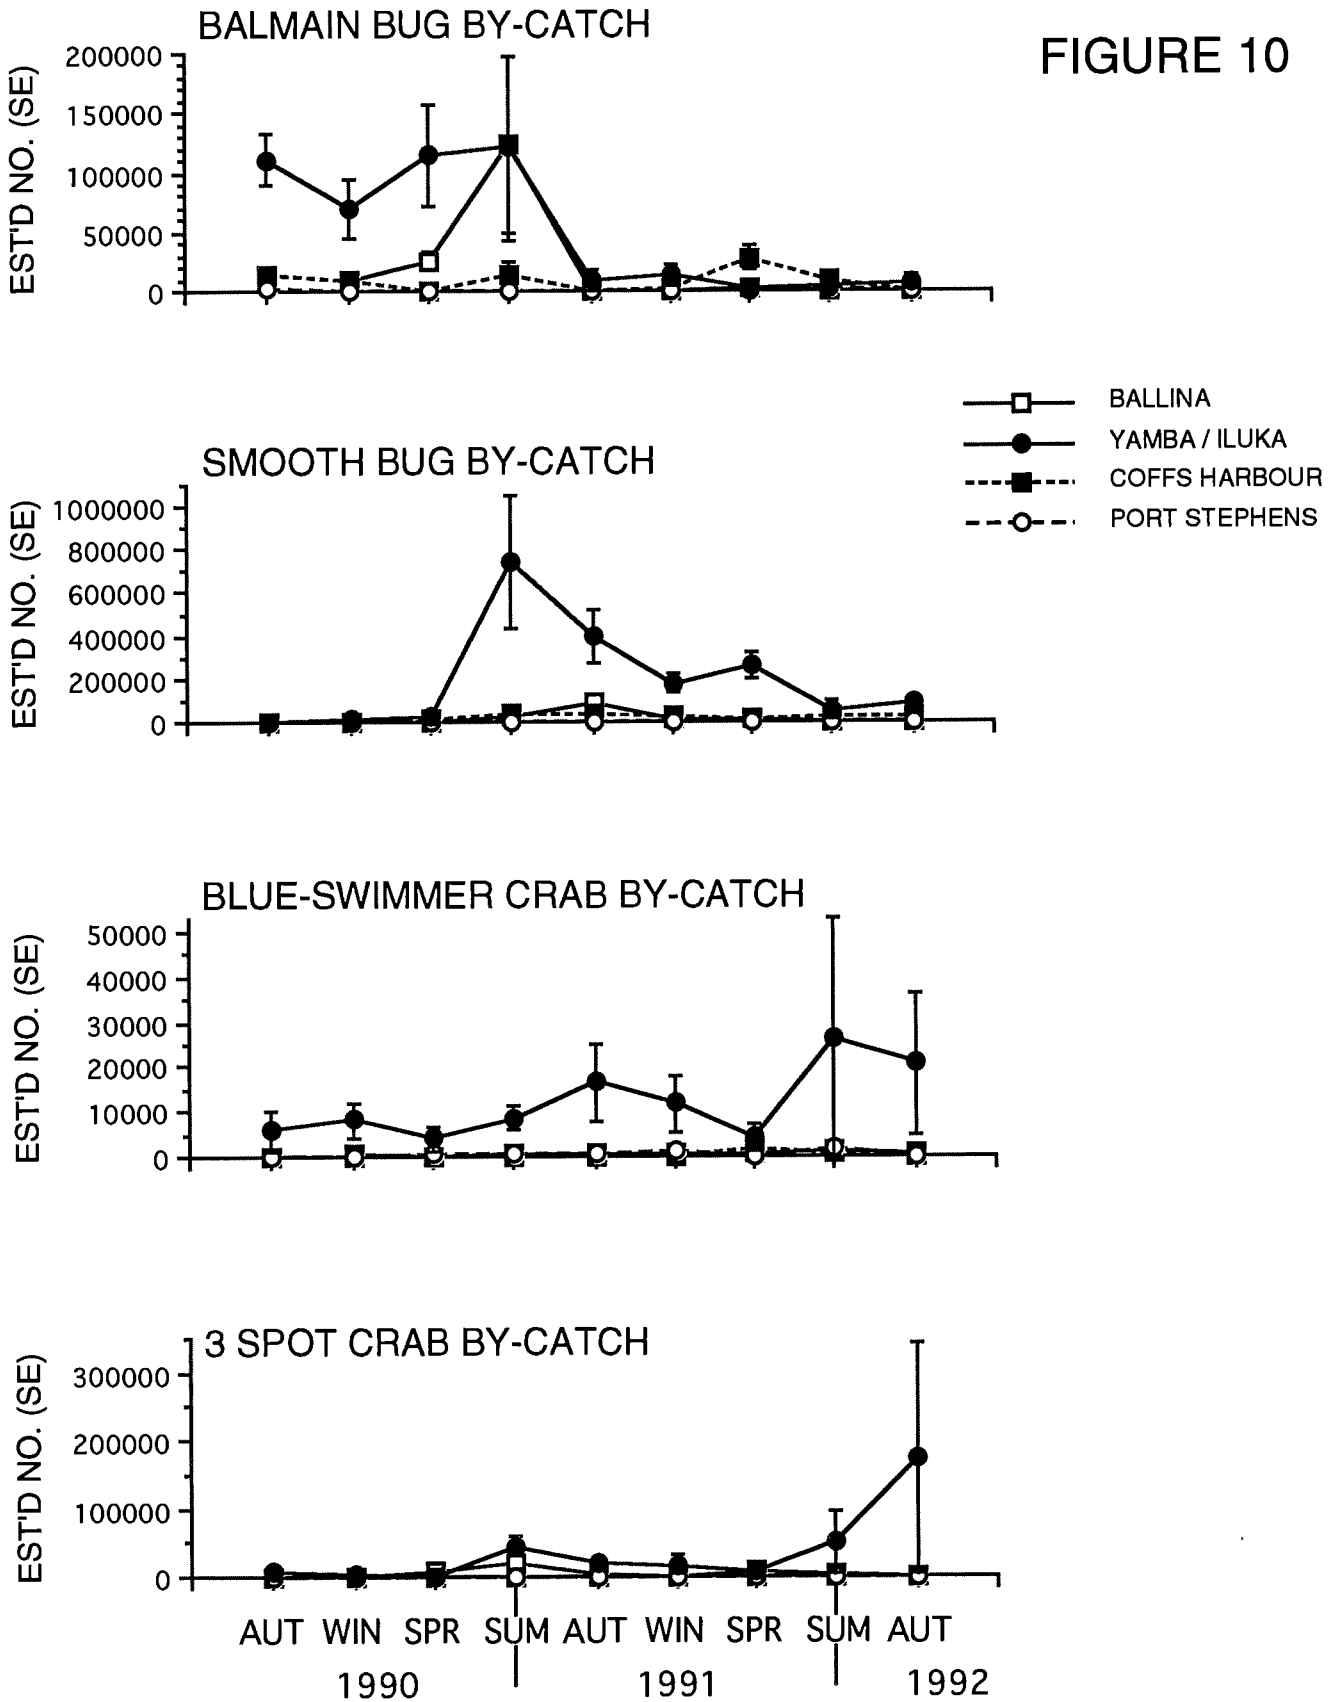 BALMAIN BUG BY-CATCH
FIGURE 10
EST'D NO. (SE)
200000
150000
100000
50000
0
BALLINA
YAMBA / ILUKA
COFFS HARBOUR
PORT STEPHENS
SMOOTH BUG BY-CATCH
EST'D NO. (SE)
1000000
800000
600000
400000
200000
0
BLUE-SWIMMER CRAB BY-CATCH
EST'D NO. (SE)
50000
40000
30000
20000
10000
0
3 SPOT CRAB BY-CATCH
EST'D NO. (SE)
300000
200000
100000
0
AUT WIN SPR SUM AUT WIN SPR SUM AUT
1990 1991 1992